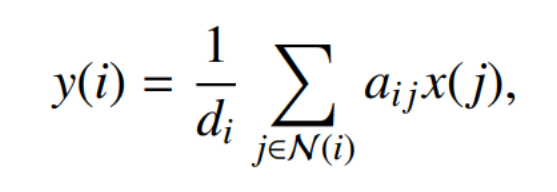 y(i) = \frac{1}{d_i} \sum_{j \in \mathcal{N}(i)} a_{ij} x(j),